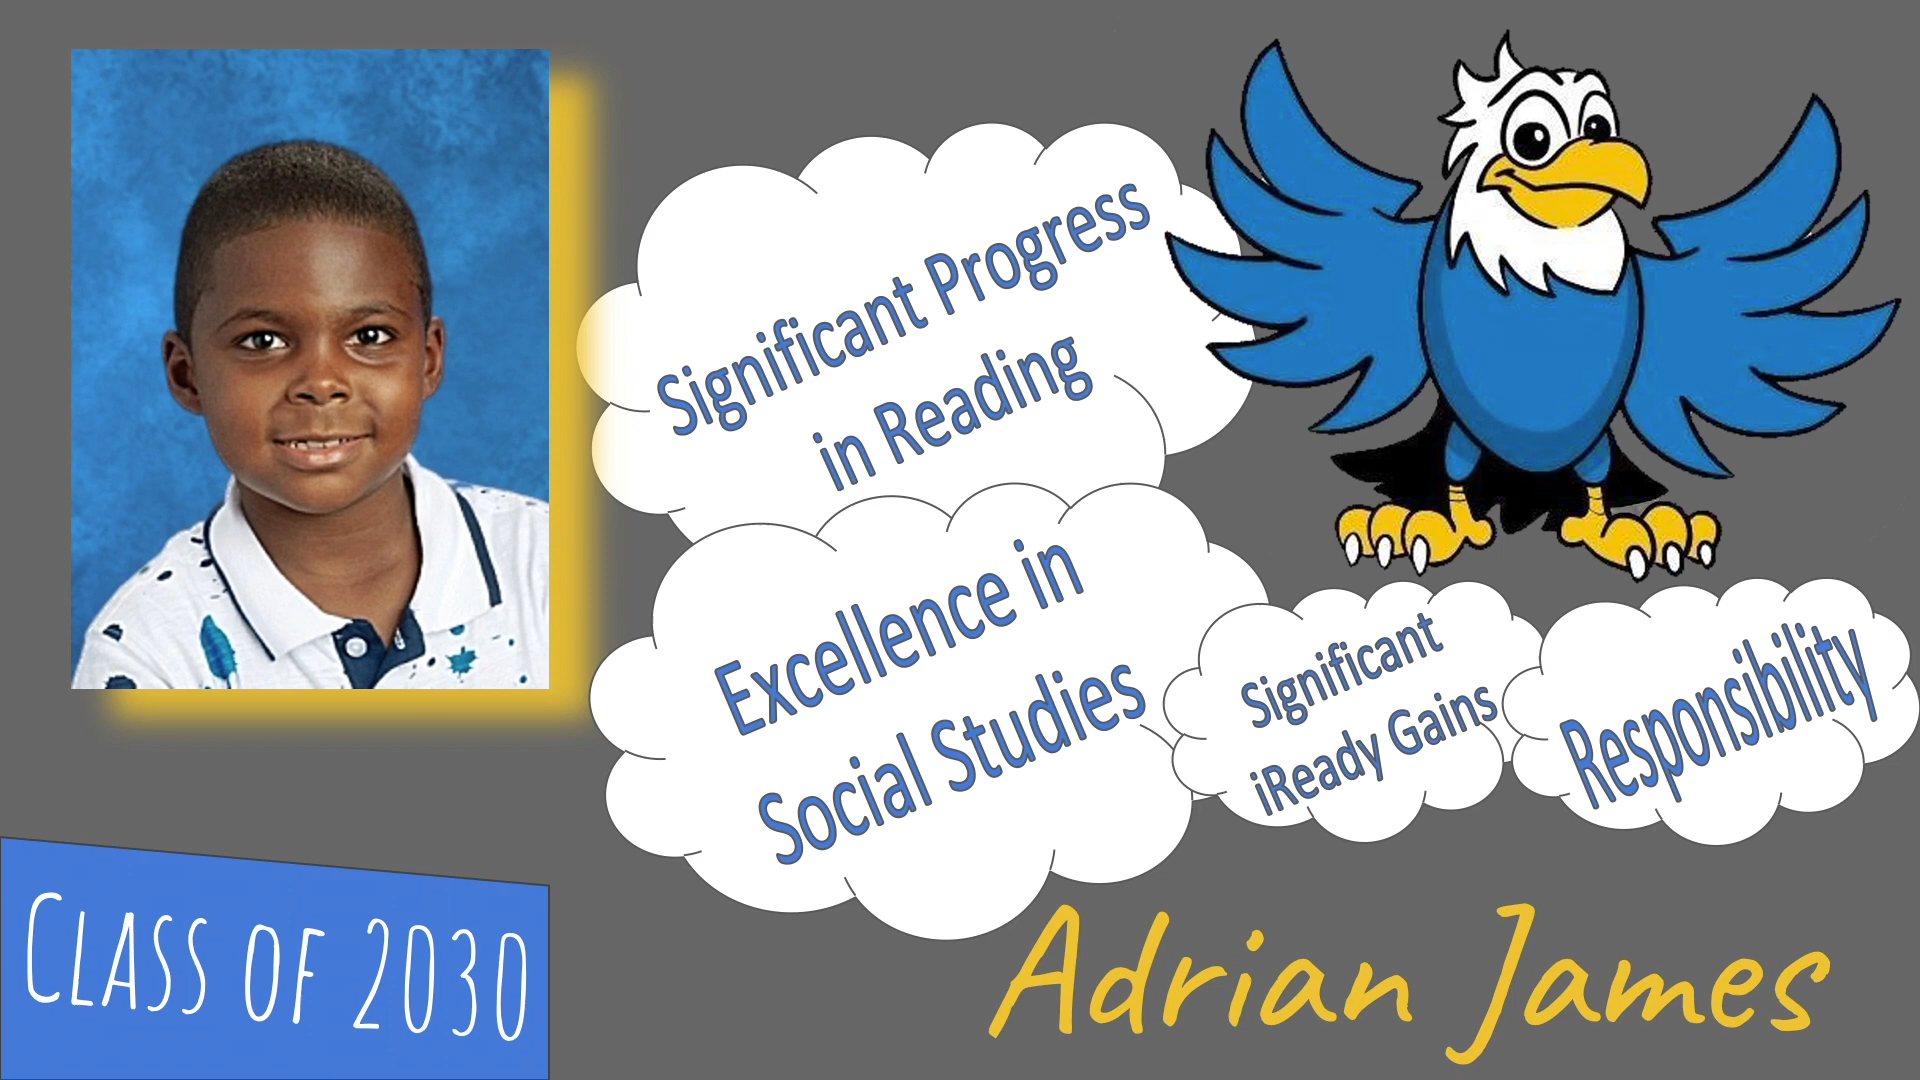 Significant Progress
in Reading
Excellence in
Social Studies
Significant
iReady Gains
Responsibility
CLASS OF 2030
Adrian James